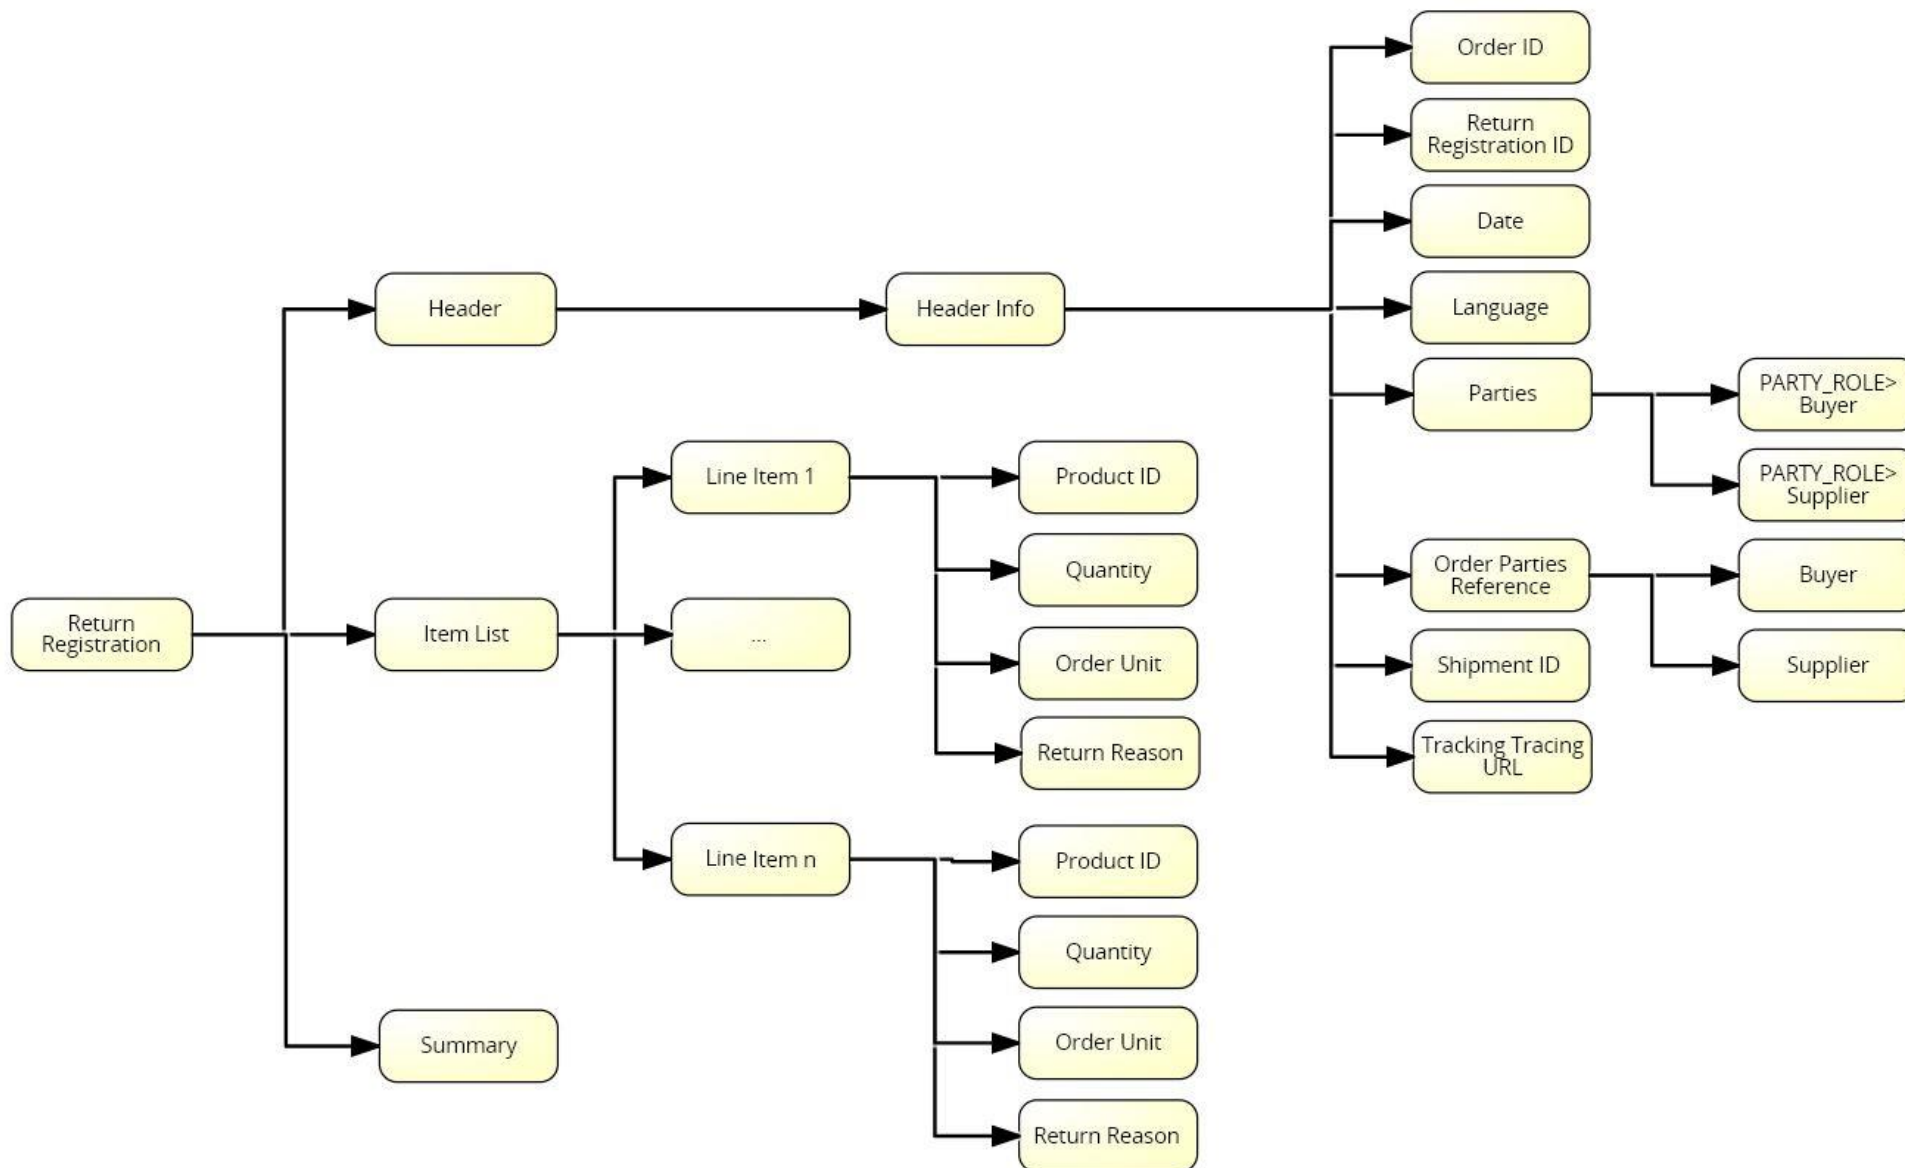 Order ID
Return
Registration ID
Date
Header
Header Info
Language
Parties
PARTY_ROLE>
Buyer
PARTY_ROLE>
Supplier
Line Item 1
Product ID
Quantity
Order Parties
Reference
Buyer
Return
Registration
Item List
...
Order Unit
Shipment ID
Supplier
Return Reason
Tracking Tracing
URL
Line Item n
Product ID
Quantity
Summary
Order Unit
Return Reason